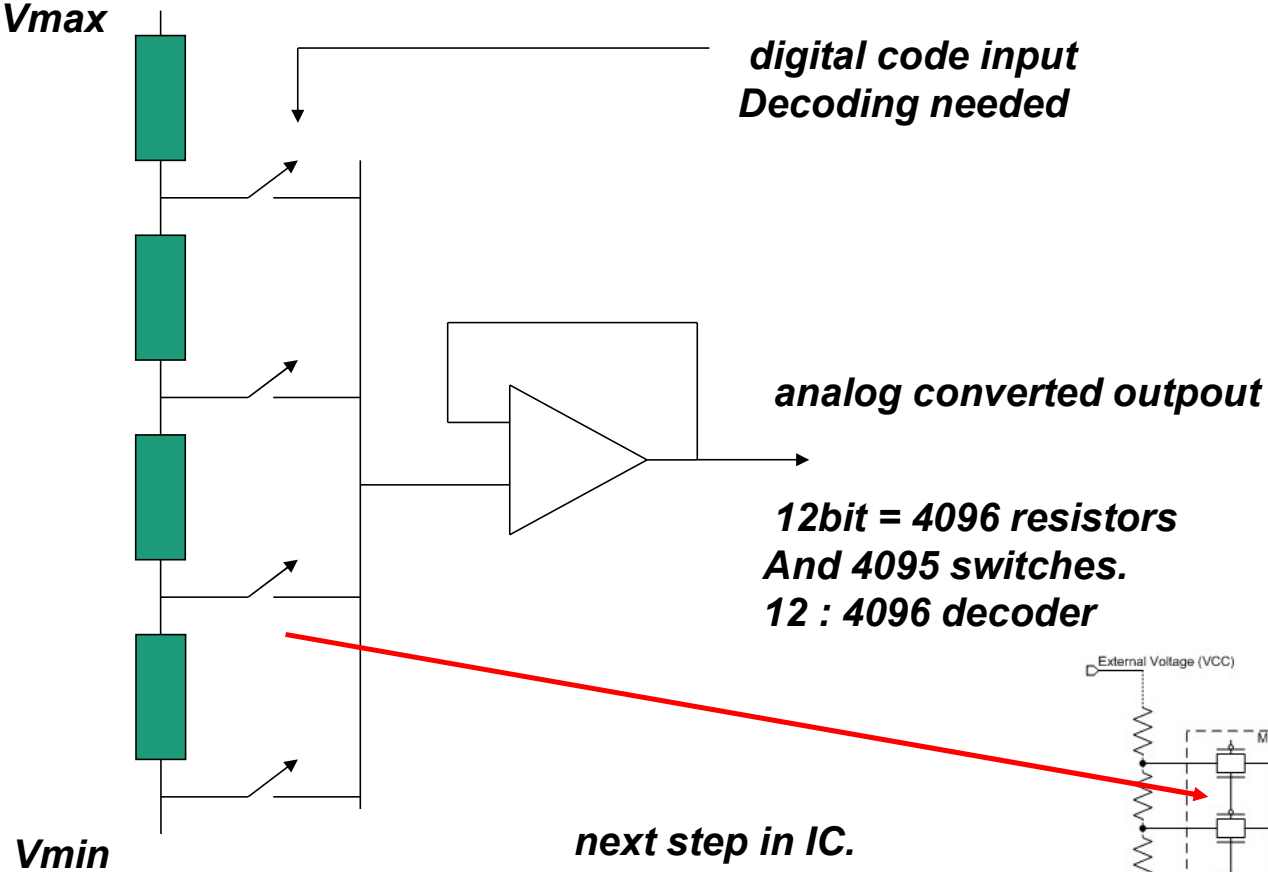 Vmax
digital code input
Decoding needed
analog converted outpout
12bit = 4096 resistors
And 4095 switches.
12 : 4096 decoder
External Voltage (VCC)
M
next step in IC.
Vmin